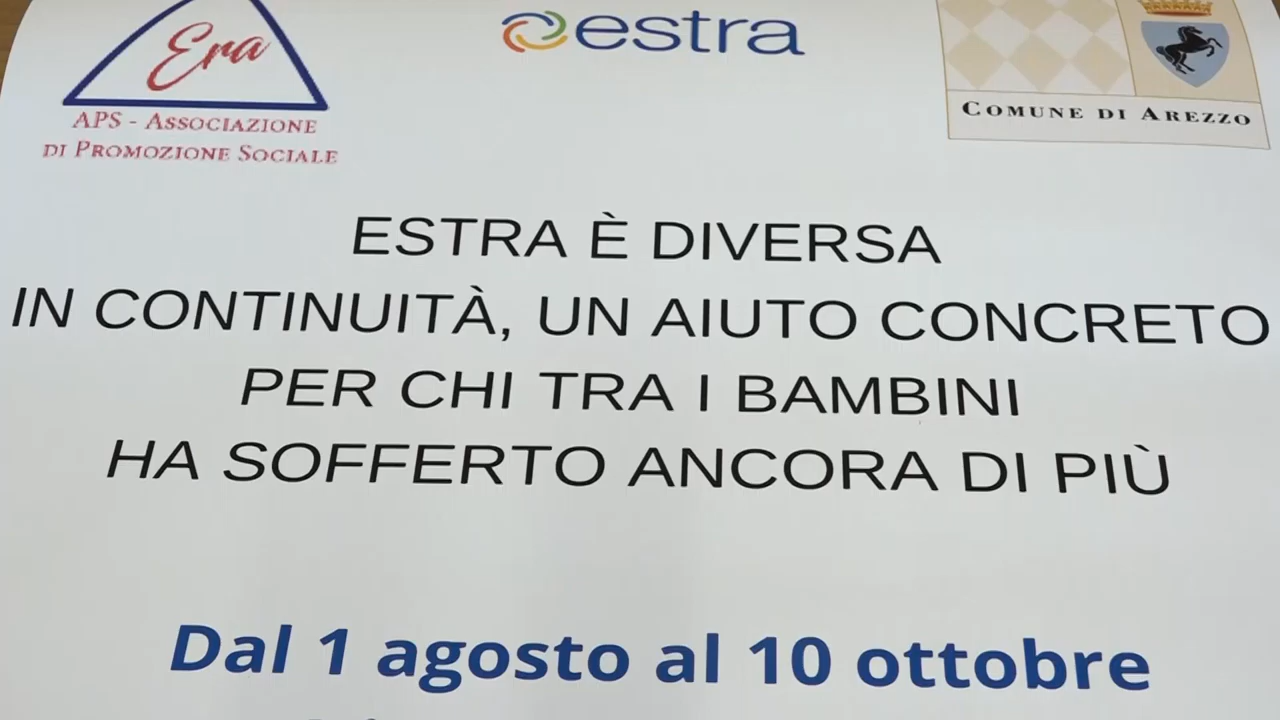 Era
APS - Associazione
di Promozione Sociale
estra
Comune di Arezzo
ESTRA È DIVERSA
IN CONTINUITÀ, UN AIUTO CONCRETO
PER CHI TRA I BAMBINI
HA SOFFERTO ANCORA DI PIÙ
Dal 1 agosto al 10 ottobre